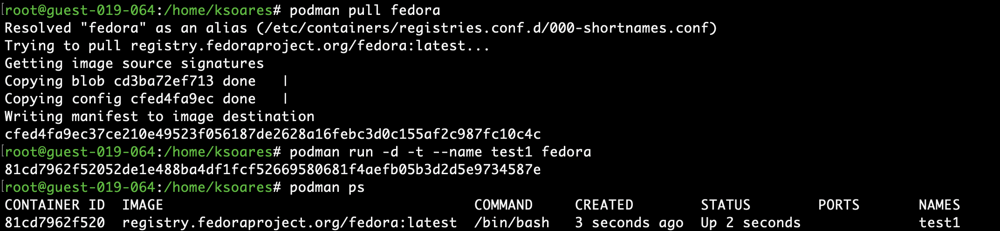 [root@guest-019-064:/home/ksoares# podman pull fedora
Resolved "fedora" as an alias (/etc/containers/registries.conf.d/000-shortnames.conf)
Trying to pull registry.fedoraproject.org/fedora:latest...
Getting image source signatures
Copying blob cd3ba72ef713 done   |
Copying config cfed4fa9ec done   |
Writing manifest to image destination
cfed4fa9ec37ce210e49523f056187de2628a16febc3d0c155af2c987fc10c4c
[root@guest-019-064:/home/ksoares# podman run -d -t --name test1 fedora
81cd7962f52052de1e488ba4df1fcf52669580681f4aefb05b3d2d5e9734587e
[root@guest-019-064:/home/ksoares# podman ps
CONTAINER ID  IMAGE                                     COMMAND     CREATED        STATUS        PORTS       NAMES
81cd7962f520  registry.fedoraproject.org/fedora:latest  /bin/bash   3 seconds ago  Up 2 seconds              test1